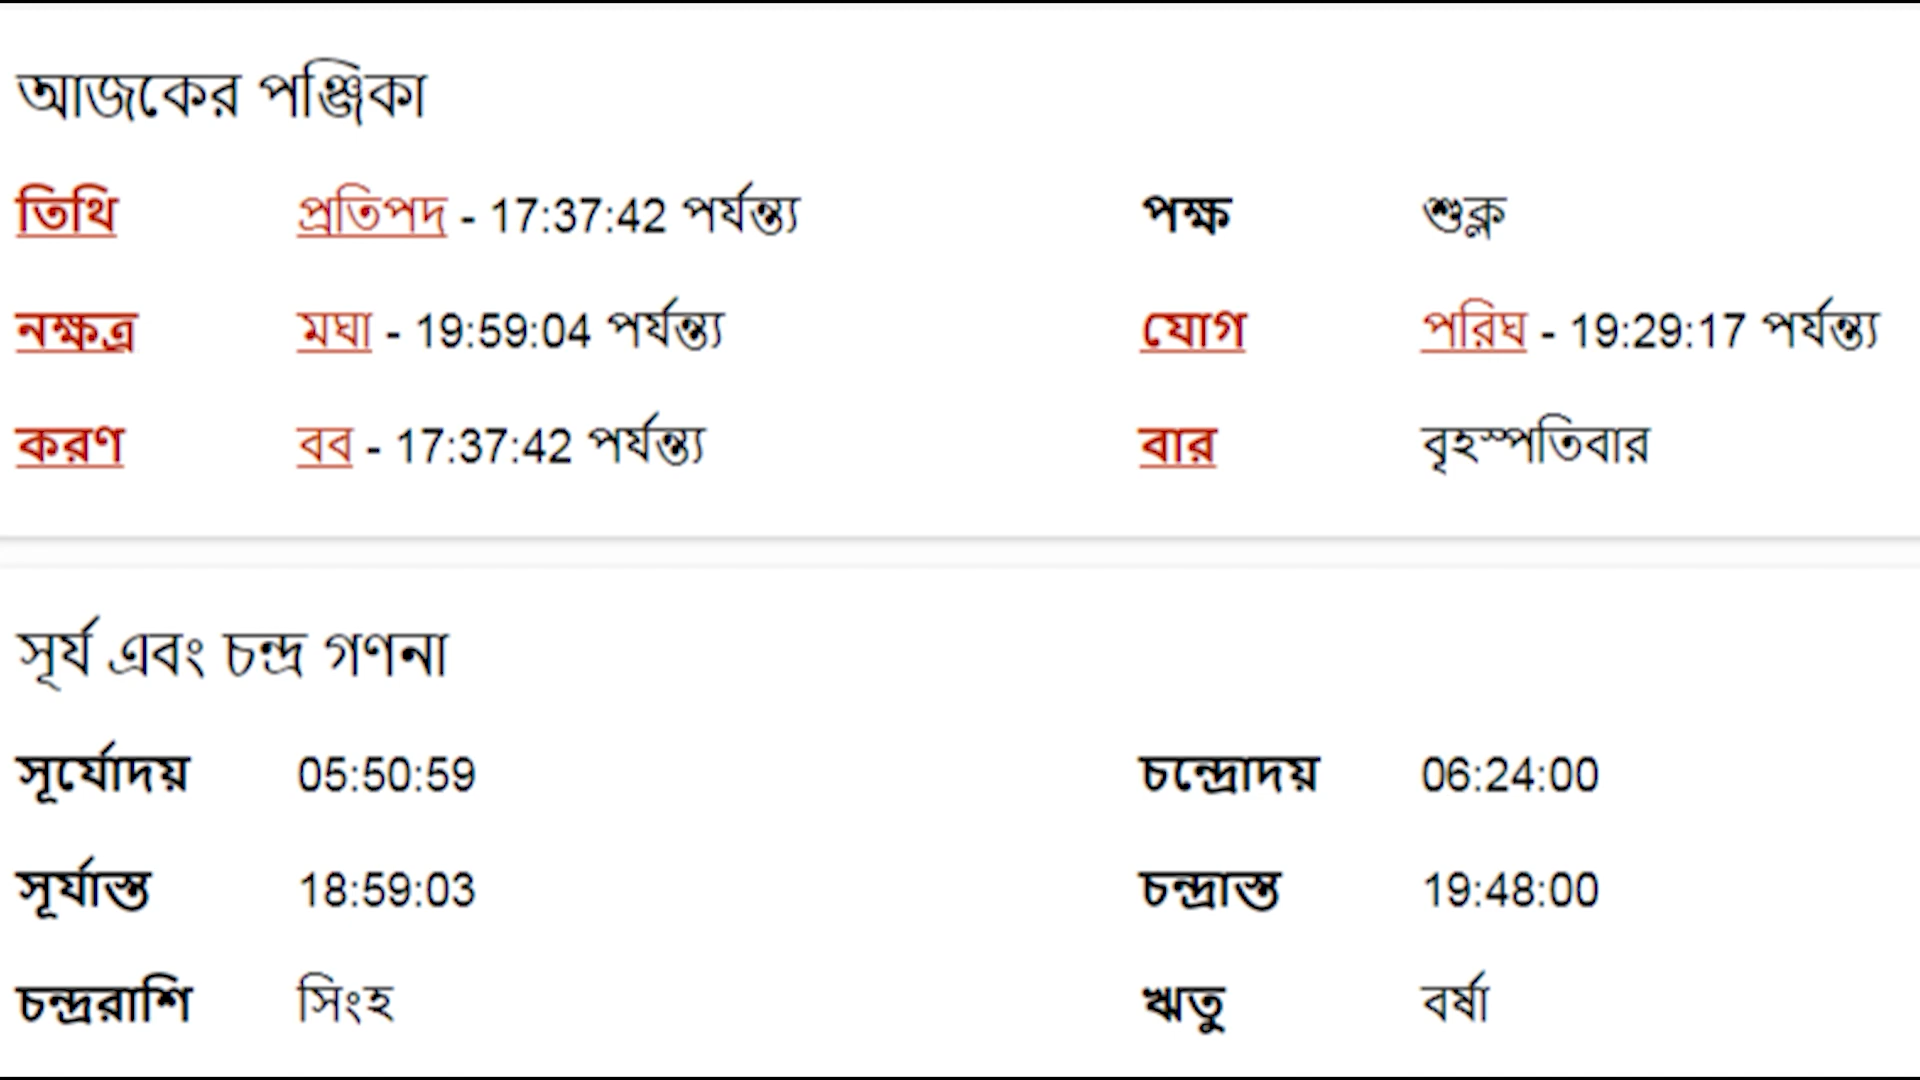 আজকের পঞ্জিকা
তিথি প্রতিপদ - 17:37:42 পর্যন্ত্য পক্ষ শুক্ল
নক্ষত্র মঘা - 19:59:04 পর্যন্ত্য যোগ পরিঘ - 19:29:17 পর্যন্ত্য
করণ বব - 17:37:42 পর্যন্ত্য বার বৃহস্পতিবার
সূর্য এবং চন্দ্র গণনা
সূর্যোদয় 05:50:59 চন্দ্রোদয় 06:24:00
সূর্যাস্ত 18:59:03 চন্দ্রাস্ত 19:48:00
চন্দ্ররাশি সিংহ ঋতু বর্ষা